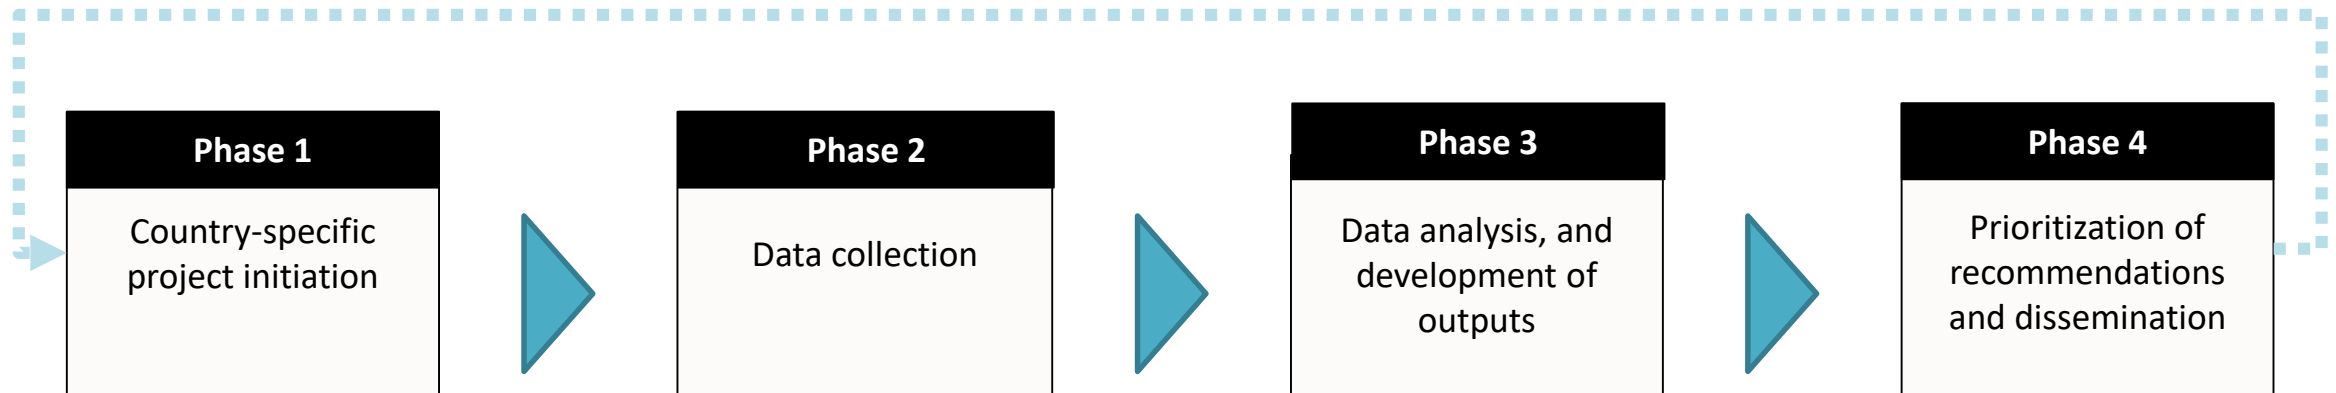 Phase 1
Country-specific
project initiation
Phase 2
Data collection
Phase 3
Data analysis, and
development of
outputs
Phase 4
Prioritization of
recommendations
and dissemination